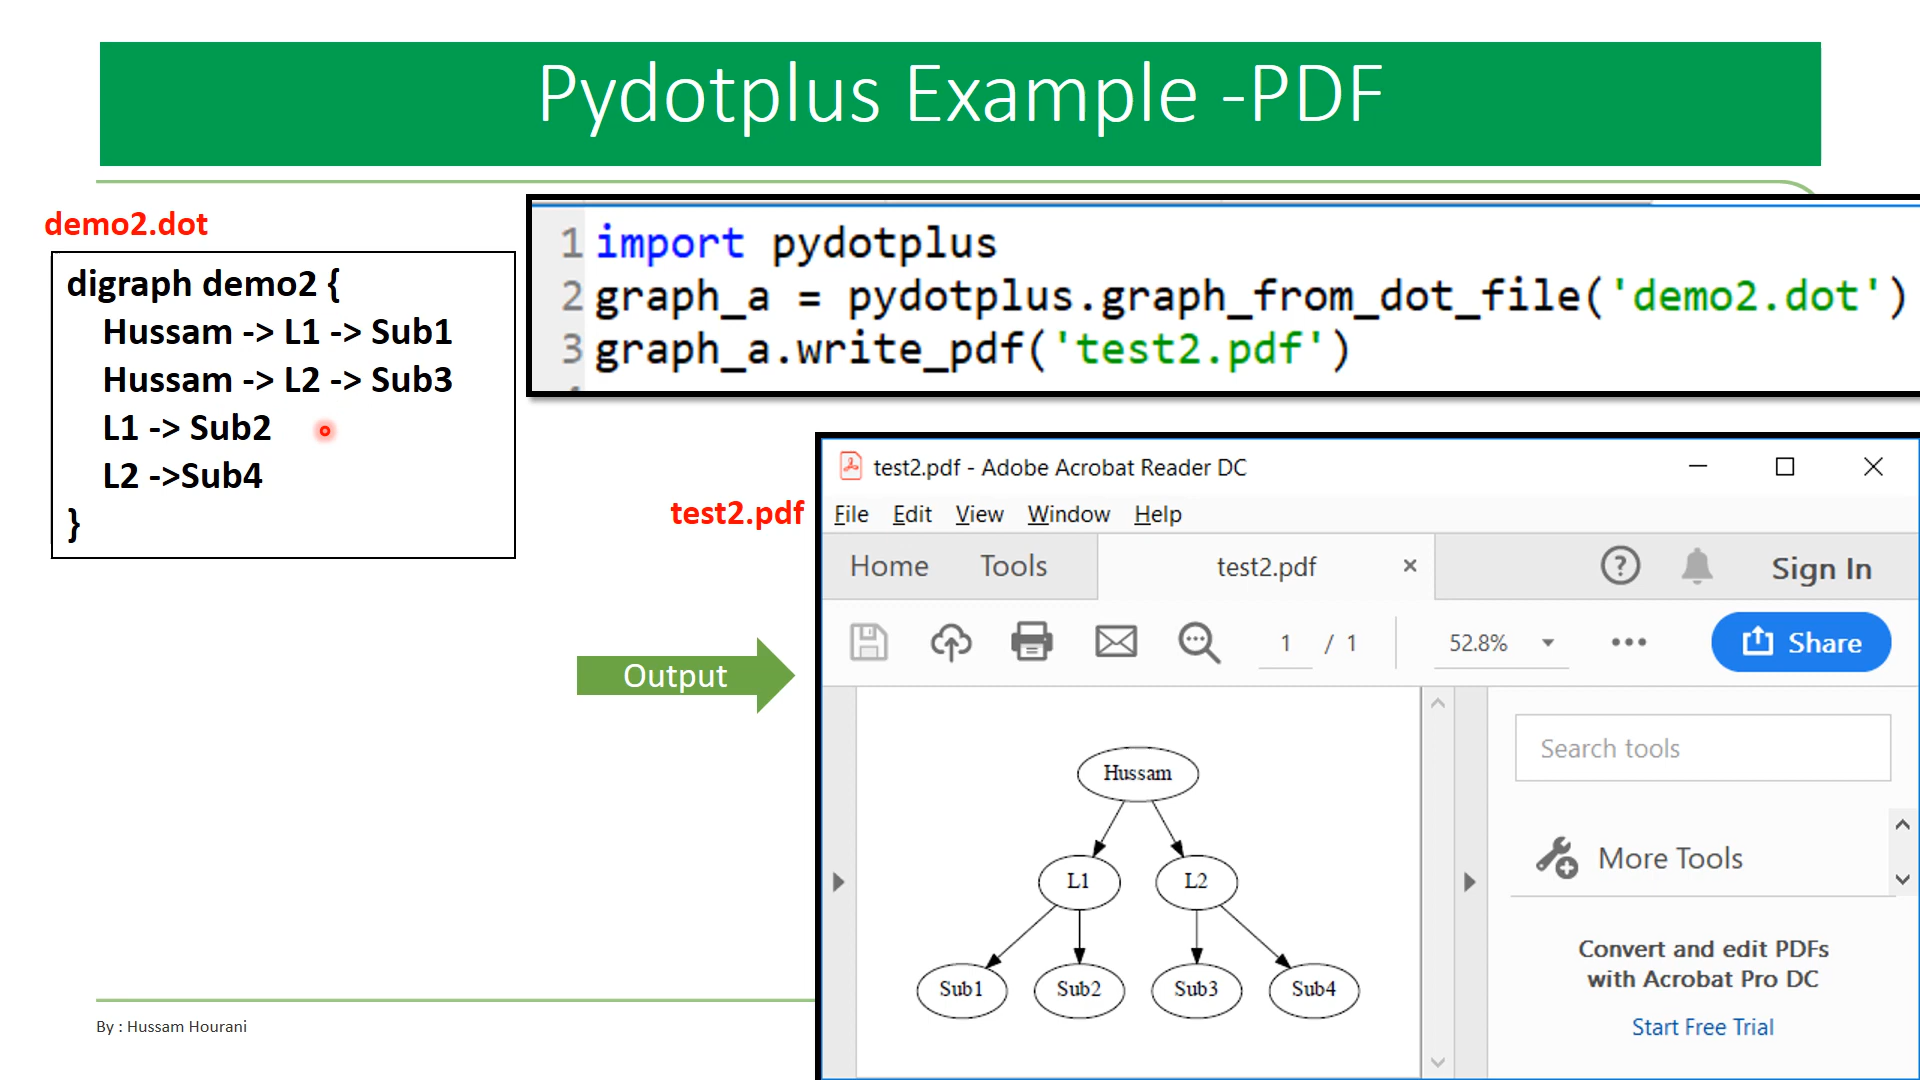 Pydotplus Example -PDF
demo2.dot
digraph demo2 {
Hussam -> L1 -> Sub1
Hussam -> L2 -> Sub3
L1 -> Sub2
L2 ->Sub4
}
1 import pydotplus
2 graph_a = pydotplus.graph_from_dot_file('demo2.dot')
3 graph_a.write_pdf('test2.pdf')
test2.pdf
Output
test2.pdf - Adobe Acrobat Reader DC
File Edit View Window Help
Home Tools test2.pdf × ? Sign In
1 / 1 52.8% Share
Hussam
L1 L2
Sub1 Sub2 Sub3 Sub4
Search tools
More Tools
Convert and edit PDFs
with Acrobat Pro DC
Start Free Trial
By : Hussam Hourani